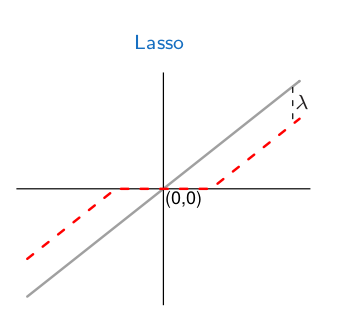 Lasso
λ
(0,0)